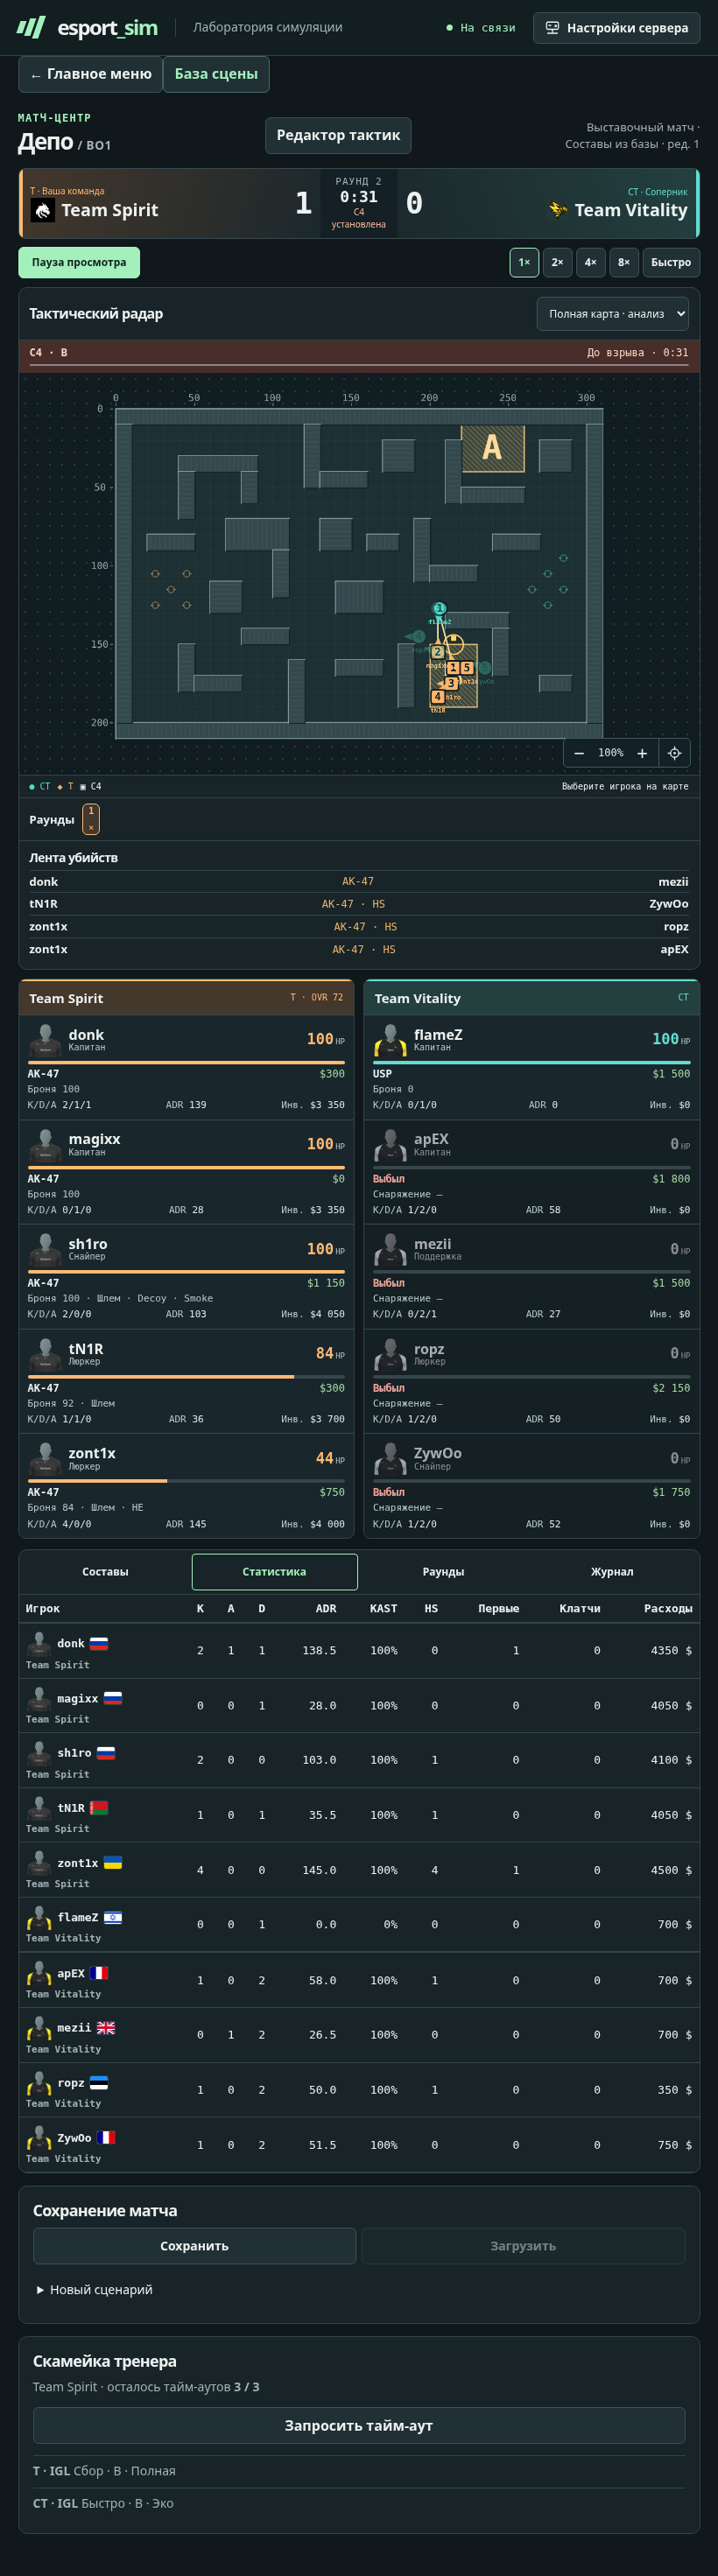 esport_sim
Лаборатория симуляции
На связи
Настройки сервера
← Главное меню
База сцены
МАТЧ-ЦЕНТР
Депо / BO1
Редактор тактик
Выставочный матч ·
Составы из базы · ред. 1
T · Ваша команда
Team Spirit
1
РАУНД 2
0:31
C4
установлена
0
CT · Соперник
Team Vitality
Пауза просмотра
1×
2×
4×
8×
Быстро
Тактический радар
Полная карта · анализ
C4 · B
До взрыва · 0:31
0 50 100 150 200 250 300
0
50
100
150
200
A
1
flameZ
2
1 5
3
sh1ro
4
tN1R
− 100% +
● CT ◆ T ▣ C4
Выберите игрока на карте
Раунды
1
×
Лента убийств
donk AK-47 mezii
tN1R AK-47 · HS ZywOo
zont1x AK-47 · HS ropz
zont1x AK-47 · HS apEX
Team Spirit
T · OVR 72
donk
Капитан
100 HP
AK-47 $300
Броня 100
K/D/A 2/1/1 ADR 139 Инв. $3 350
magixx
Капитан
100 HP
AK-47 $0
Броня 100
K/D/A 0/1/0 ADR 28 Инв. $3 350
sh1ro
Снайпер
100 HP
AK-47 $1 150
Броня 100 · Шлем · Decoy · Smoke
K/D/A 2/0/0 ADR 103 Инв. $4 050
tN1R
Люркер
84 HP
AK-47 $300
Броня 92 · Шлем
K/D/A 1/1/0 ADR 36 Инв. $3 700
zont1x
Люркер
44 HP
AK-47 $750
Броня 84 · Шлем · HE
K/D/A 4/0/0 ADR 145 Инв. $4 000
Team Vitality
CT
flameZ
Капитан
100 HP
USP $1 500
Броня 0
K/D/A 0/1/0 ADR 0 Инв. $0
apEX
Капитан
0 HP
Выбыл $1 800
Снаряжение —
K/D/A 1/2/0 ADR 58 Инв. $0
mezii
Поддержка
0 HP
Выбыл $1 500
Снаряжение —
K/D/A 0/2/1 ADR 27 Инв. $0
ropz
Люркер
0 HP
Выбыл $2 150
Снаряжение —
K/D/A 1/2/0 ADR 50 Инв. $0
ZywOo
Снайпер
0 HP
Выбыл $1 750
Снаряжение —
K/D/A 1/2/0 ADR 52 Инв. $0
Составы
Статистика
Раунды
Журнал
Игрок K A D ADR KAST HS Первые Клатчи Расходы
donk 2 1 1 138.5 100% 0 1 0 4350 $
Team Spirit
magixx 0 0 1 28.0 100% 0 0 0 4050 $
Team Spirit
sh1ro 2 0 0 103.0 100% 1 0 0 4100 $
Team Spirit
tN1R 1 0 1 35.5 100% 1 0 0 4050 $
Team Spirit
zont1x 4 0 0 145.0 100% 4 1 0 4500 $
Team Spirit
flameZ 0 0 1 0.0 0% 0 0 0 700 $
Team Vitality
apEX 1 0 2 58.0 100% 1 0 0 700 $
Team Vitality
mezii 0 1 2 26.5 100% 0 0 0 700 $
Team Vitality
ropz 1 0 2 50.0 100% 1 0 0 350 $
Team Vitality
ZywOo 1 0 2 51.5 100% 0 0 0 750 $
Team Vitality
Сохранение матча
Сохранить
Загрузить
▶ Новый сценарий
Скамейка тренера
Team Spirit · осталось тайм-аутов 3 / 3
Запросить тайм-аут
T · IGL Сбор · B · Полная
CT · IGL Быстро · B · Эко